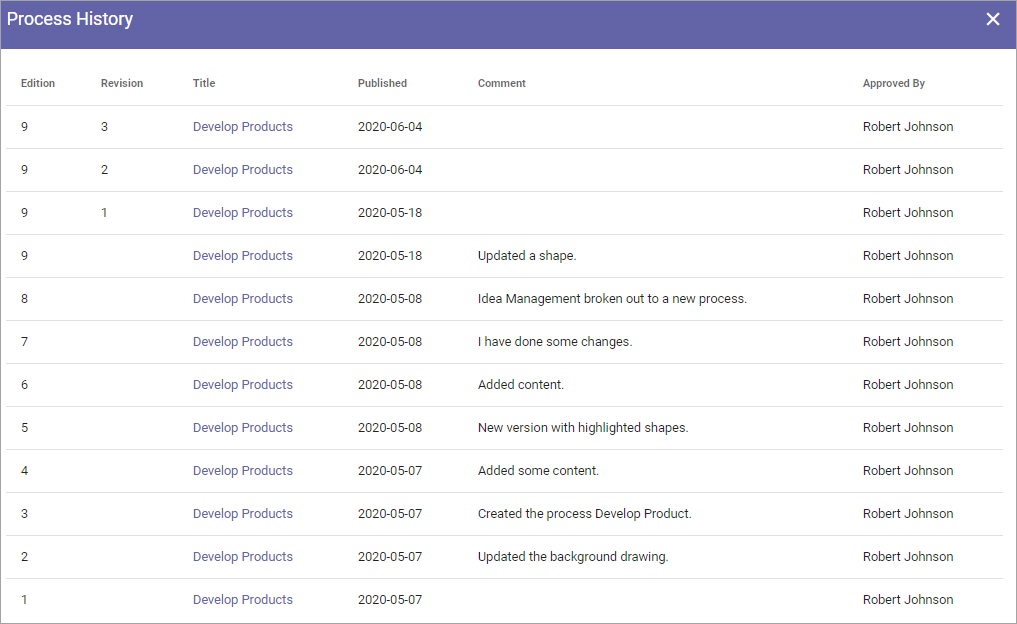 Process History
Edition Revision Title Published Comment Approved By
9 3 Develop Products 2020-06-04 Robert Johnson
9 2 Develop Products 2020-06-04 Robert Johnson
9 1 Develop Products 2020-05-18 Robert Johnson
9 Develop Products 2020-05-18 Updated a shape. Robert Johnson
8 Develop Products 2020-05-08 Idea Management broken out to a new process. Robert Johnson
7 Develop Products 2020-05-08 I have done some changes. Robert Johnson
6 Develop Products 2020-05-08 Added content. Robert Johnson
5 Develop Products 2020-05-08 New version with highlighted shapes. Robert Johnson
4 Develop Products 2020-05-07 Added some content. Robert Johnson
3 Develop Products 2020-05-07 Created the process Develop Product. Robert Johnson
2 Develop Products 2020-05-07 Updated the background drawing. Robert Johnson
1 Develop Products 2020-05-07 Robert Johnson